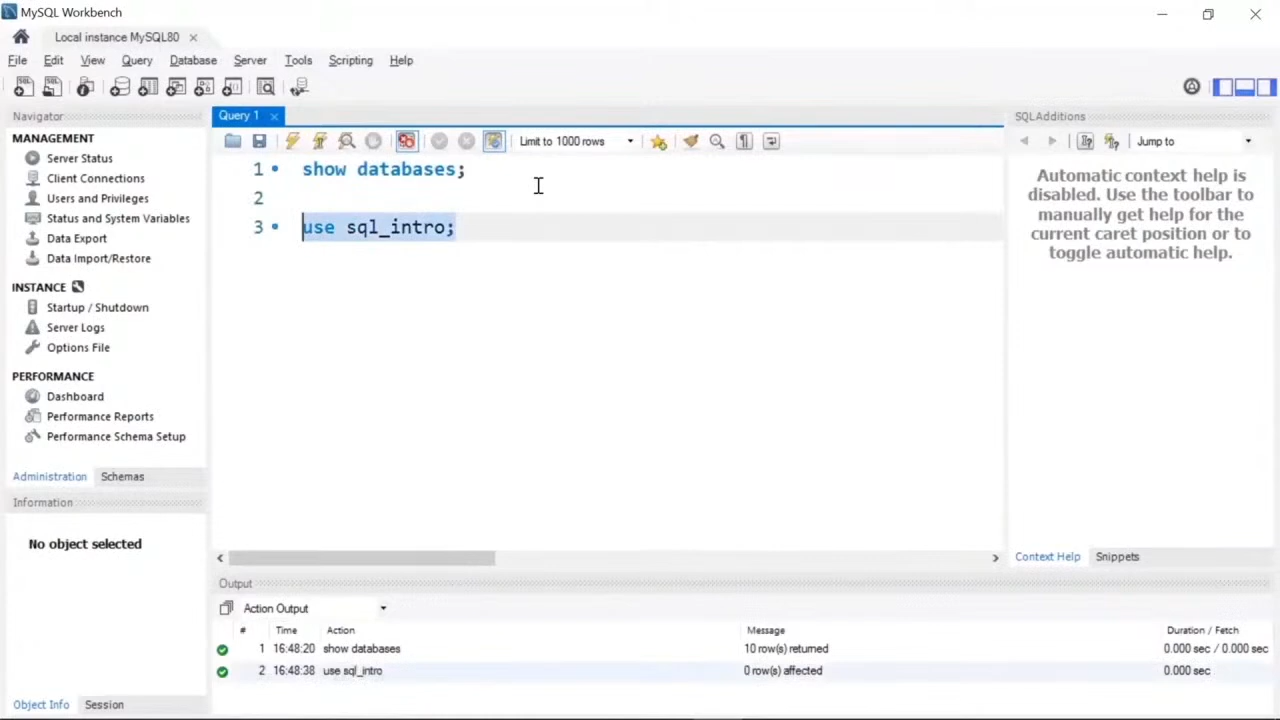 MySQL Workbench
Local instance MySQL80
File Edit View Query Database Server Tools Scripting Help
Navigator
MANAGEMENT
Server Status
Client Connections
Users and Privileges
Status and System Variables
Data Export
Data Import/Restore
INSTANCE
Startup / Shutdown
Server Logs
Options File
PERFORMANCE
Dashboard
Performance Reports
Performance Schema Setup
Administration Schemas
Information
No object selected
Object Info Session
Query 1
Limit to 1000 rows
1 show databases;
2
3 use sql_intro;
Output
Action Output
# Time Action Message Duration / Fetch
1 16:48:20 show databases 10 row(s) returned 0.000 sec / 0.000 sec
2 16:48:38 use sql_intro 0 row(s) affected 0.000 sec
SQLAdditions
Jump to
Automatic context help is
disabled. Use the toolbar to
manually get help for the
current caret position or to
toggle automatic help.
Context Help Snippets